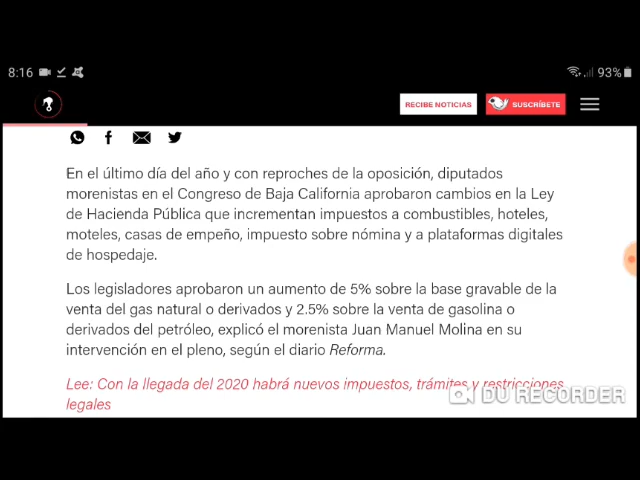 8:16
93%
RECIBE NOTICIAS
SUSCRÍBETE
En el último día del año y con reproches de la oposición, diputados
morenistas en el Congreso de Baja California aprobaron cambios en la Ley
de Hacienda Pública que incrementan impuestos a combustibles, hoteles,
moteles, casas de empeño, impuesto sobre nómina y a plataformas digitales
de hospedaje.
Los legisladores aprobaron un aumento de 5% sobre la base gravable de la
venta del gas natural o derivados y 2.5% sobre la venta de gasolina o
derivados del petróleo, explicó el morenista Juan Manuel Molina en su
intervención en el pleno, según el diario Reforma.
Lee: Con la llegada del 2020 habrá nuevos impuestos, trámites y restricciones
legales
DU RECORDER